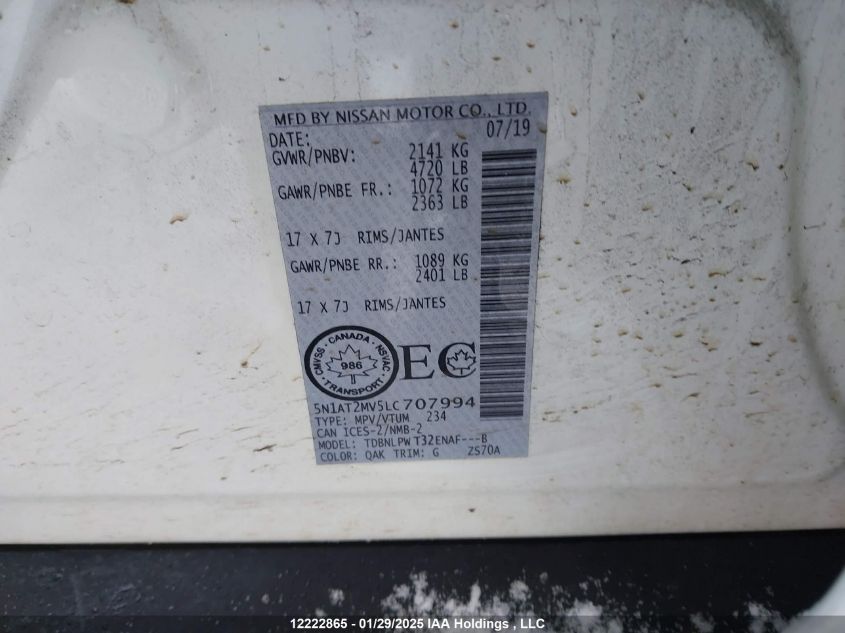 MFD BY NISSAN MOTOR CO., LTD.
DATE: 07/19
GVWR/PNBV: 2141 KG
4720 LB
GAWR/PNBE FR.: 1072 KG
2363 LB
17 X 7J RIMS/JANTES
GAWR/PNBE RR.: 1089 KG
2401 LB
17 X 7J RIMS/JANTES
CMVSS · CANADA · NSVAC
986
· TRANSPORT ·
EC
5N1AT2MV5LC707994
TYPE: MPV/VTUM 234
CAN ICES-2/NMB-2
MODEL: TDBNLPW T32ENAF---B
COLOR: QAK TRIM: G ZS70A
12222865 - 01/29/2025 IAA Holdings , LLC